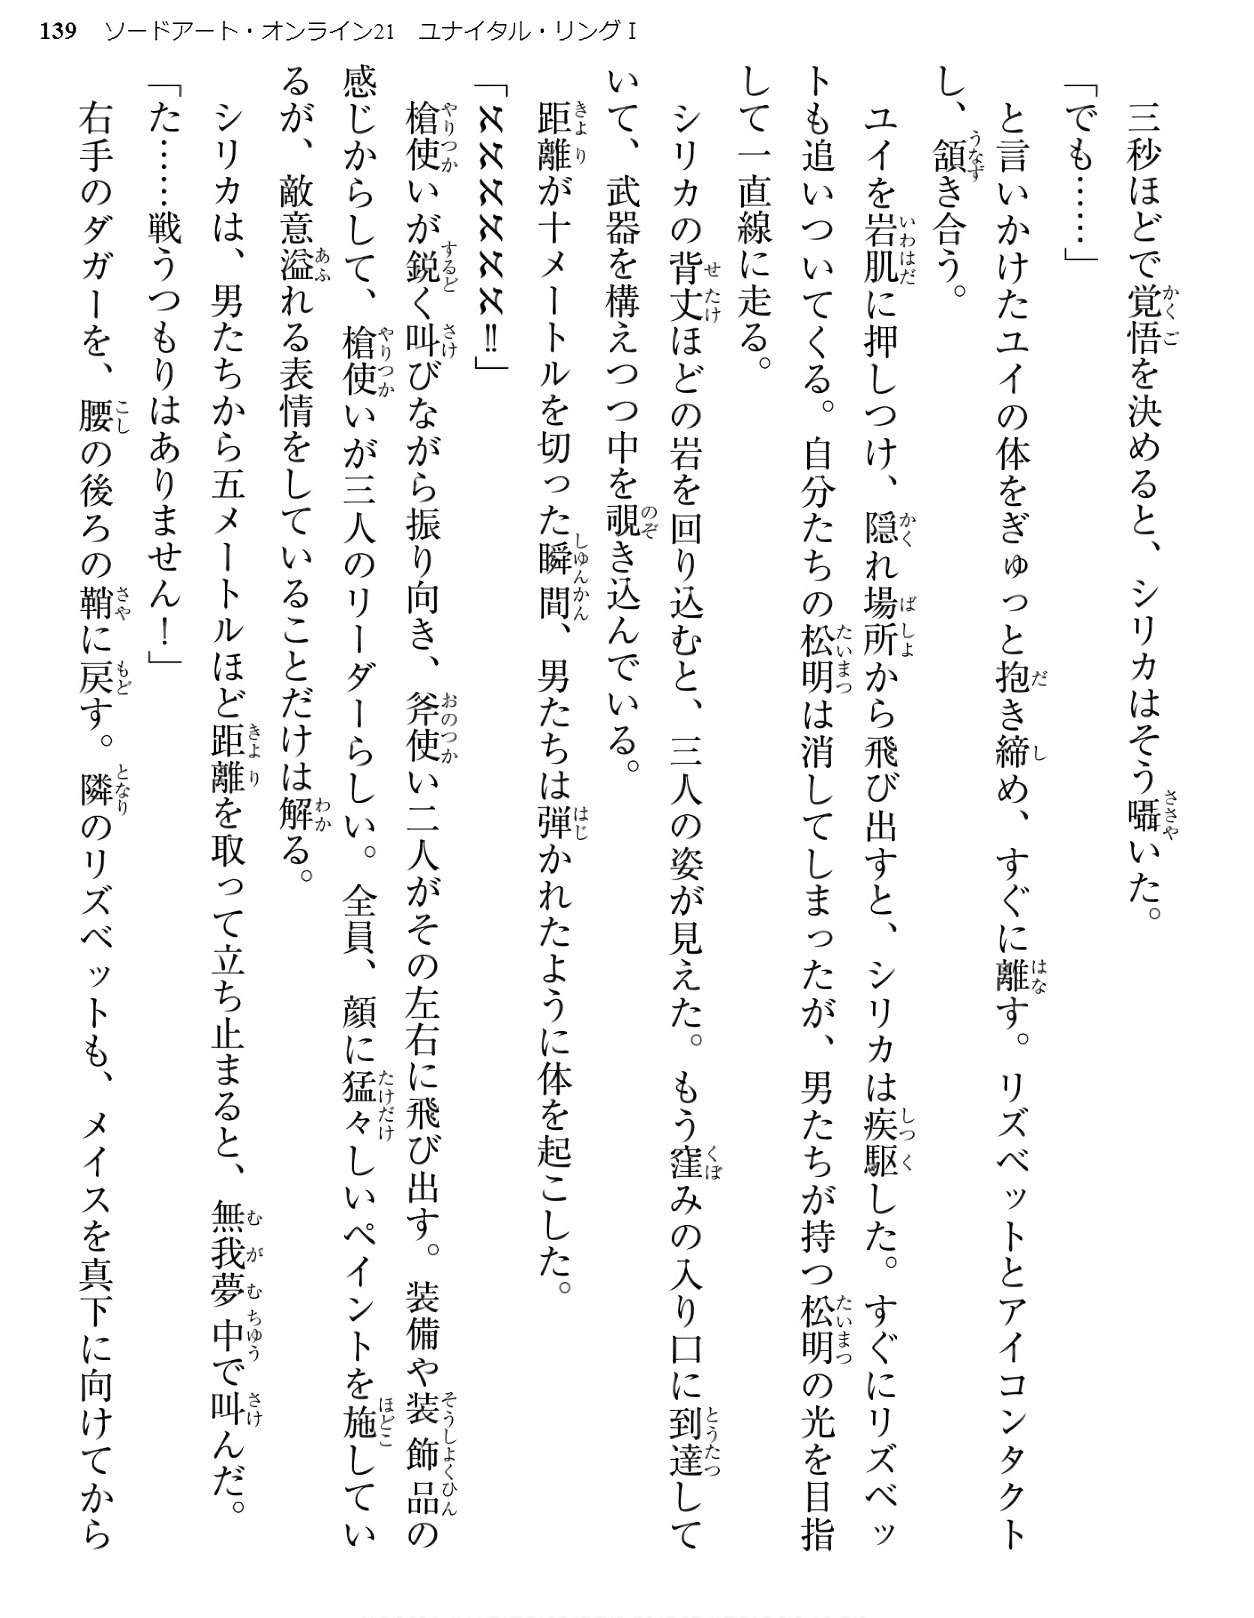 139 ソードアート・オンライン21 ユナイタル・リングⅠ
三秒ほどで覚悟を決めると、シリカはそう囁いた。
「でも……」
と言いかけたユイの体をぎゅっと抱き締め、すぐに離す。リズベットとアイコンタクト
し、頷き合う。
ユイを岩肌に押しつけ、隠れ場所から飛び出すと、シリカは疾駆した。すぐにリズベッ
トも追いついてくる。自分たちの松明は消してしまったが、男たちが持つ松明の光を目指
して一直線に走る。
シリカの背丈ほどの岩を回り込むと、三人の姿が見えた。もう窪みの入り口に到達して
いて、武器を構えつつ中を覗き込んでいる。
距離が十メートルを切った瞬間、男たちは弾かれたように体を起こした。
「ℵℵℵℵℵℵ‼」
槍使いが鋭く叫びながら振り向き、斧使い二人がその左右に飛び出す。装備や装飾品の
感じからして、槍使いが三人のリーダーらしい。全員、顔に猛々しいペイントを施してい
るが、敵意溢れる表情をしていることだけは解る。
シリカは、男たちから五メートルほど距離を取って立ち止まると、無我夢中で叫んだ。
「た……戦うつもりはありません！」
右手のダガーを、腰の後ろの鞘に戻す。隣のリズベットも、メイスを真下に向けてから